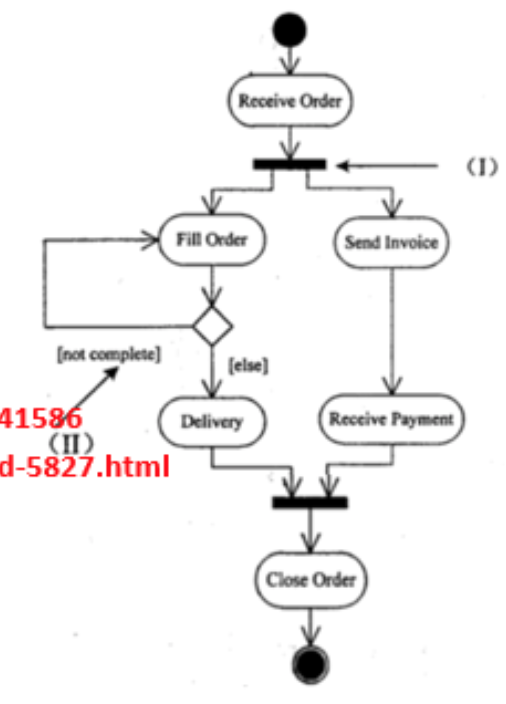 Receive Order
(I)
Fill Order
Send Invoice
[not complete]
[else]
41586
(II)
d-5827.html
Delivery
Receive Payment
Close Order